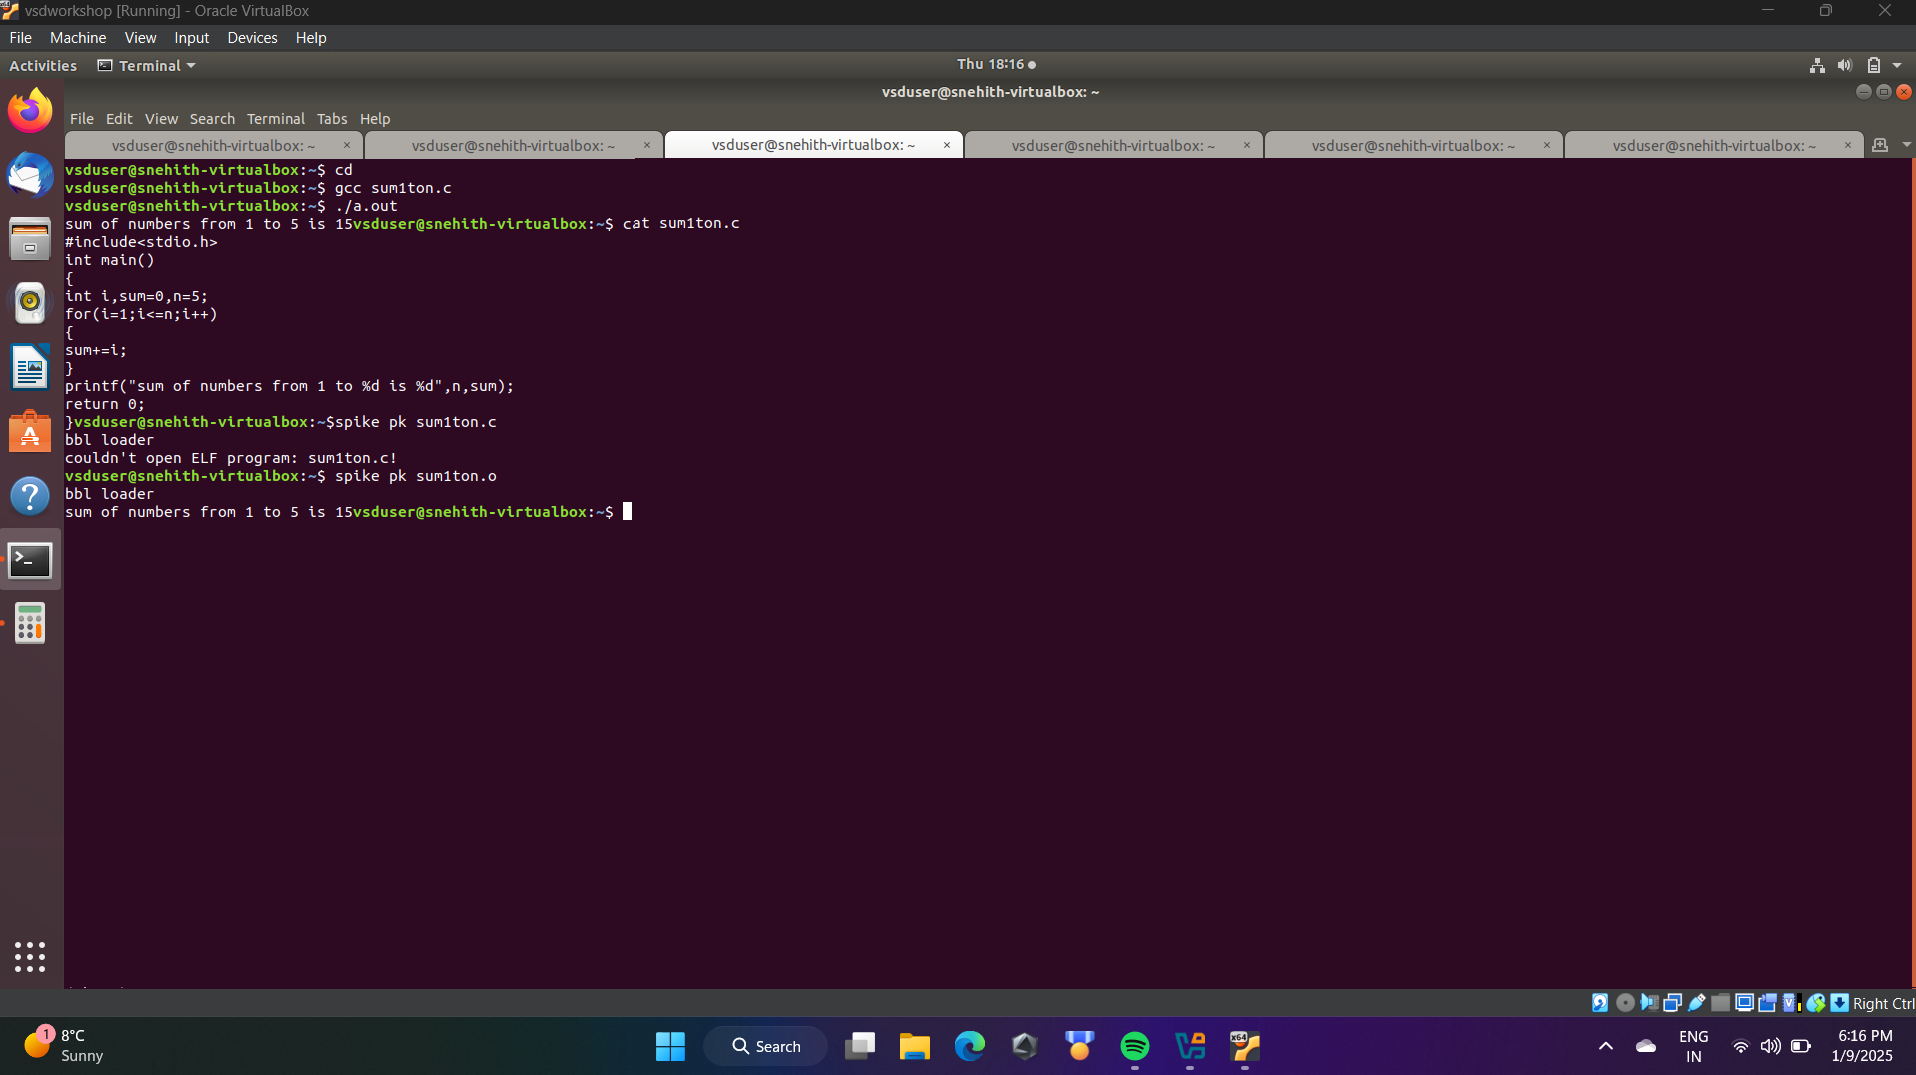 vsdworkshop [Running] - Oracle VirtualBox
File Machine View Input Devices Help
Activities Terminal Thu 18:16
vsduser@snehith-virtualbox: ~
File Edit View Search Terminal Tabs Help
vsduser@snehith-virtualbox: ~ × vsduser@snehith-virtualbox: ~ × vsduser@snehith-virtualbox: ~ × vsduser@snehith-virtualbox: ~ × vsduser@snehith-virtualbox: ~ × vsduser@snehith-virtualbox: ~ ×
vsduser@snehith-virtualbox:~$ cd
vsduser@snehith-virtualbox:~$ gcc sum1ton.c
vsduser@snehith-virtualbox:~$ ./a.out
sum of numbers from 1 to 5 is 15vsduser@snehith-virtualbox:~$ cat sum1ton.c
#include<stdio.h>
int main()
{
int i,sum=0,n=5;
for(i=1;i<=n;i++)
{
sum+=i;
}
printf("sum of numbers from 1 to %d is %d",n,sum);
return 0;
}vsduser@snehith-virtualbox:~$spike pk sum1ton.c
bbl loader
couldn't open ELF program: sum1ton.c!
vsduser@snehith-virtualbox:~$ spike pk sum1ton.o
bbl loader
sum of numbers from 1 to 5 is 15vsduser@snehith-virtualbox:~$
Right Ctrl
1
8°C
Sunny
Search
x64
ENG
IN
6:16 PM
1/9/2025